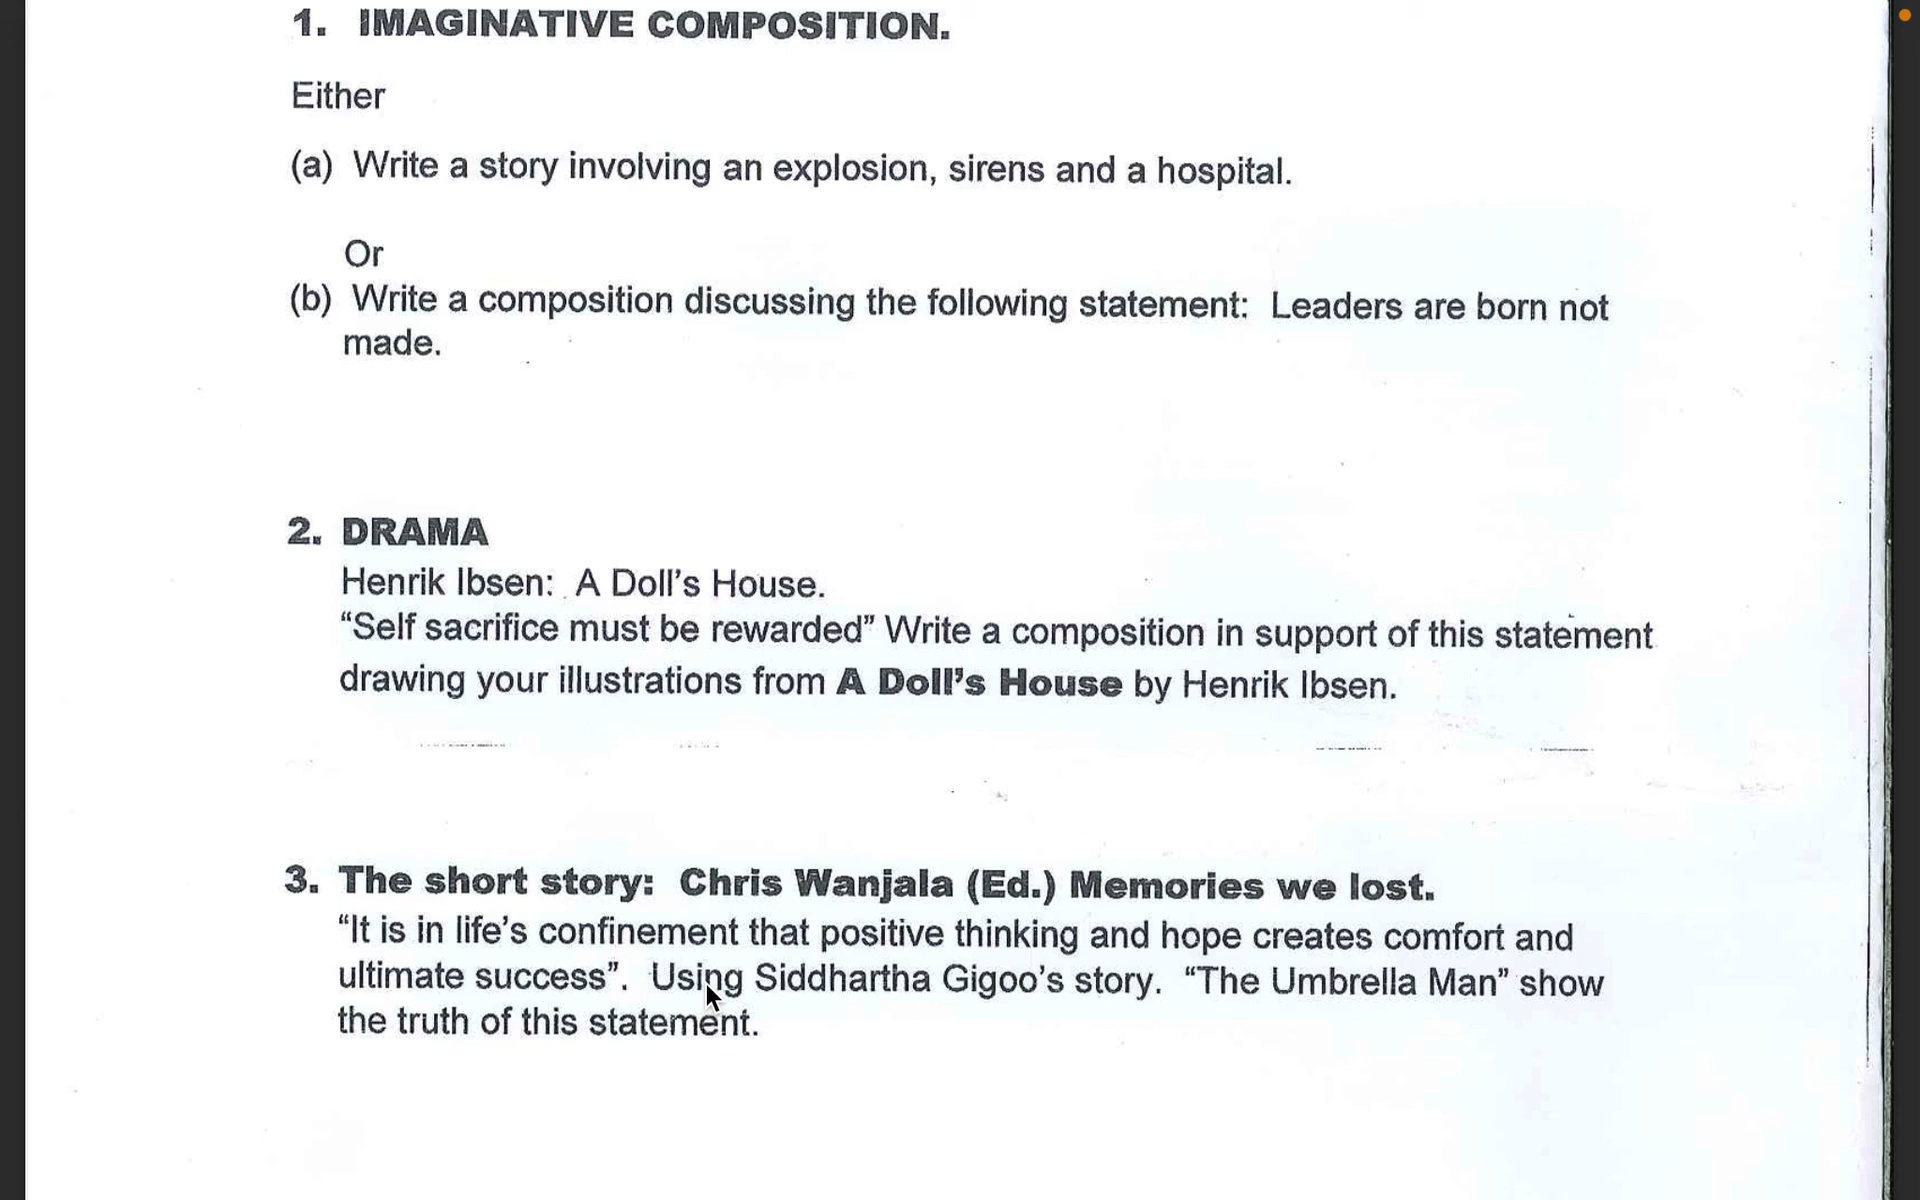 1. IMAGINATIVE COMPOSITION.
Either
(a) Write a story involving an explosion, sirens and a hospital.
Or
(b) Write a composition discussing the following statement: Leaders are born not
made.
2. DRAMA
Henrik Ibsen: A Doll's House.
“Self sacrifice must be rewarded” Write a composition in support of this statement
drawing your illustrations from A Doll's House by Henrik Ibsen.
3. The short story: Chris Wanjala (Ed.) Memories we lost.
“It is in life's confinement that positive thinking and hope creates comfort and
ultimate success”. Using Siddhartha Gigoo's story. “The Umbrella Man” show
the truth of this statement.